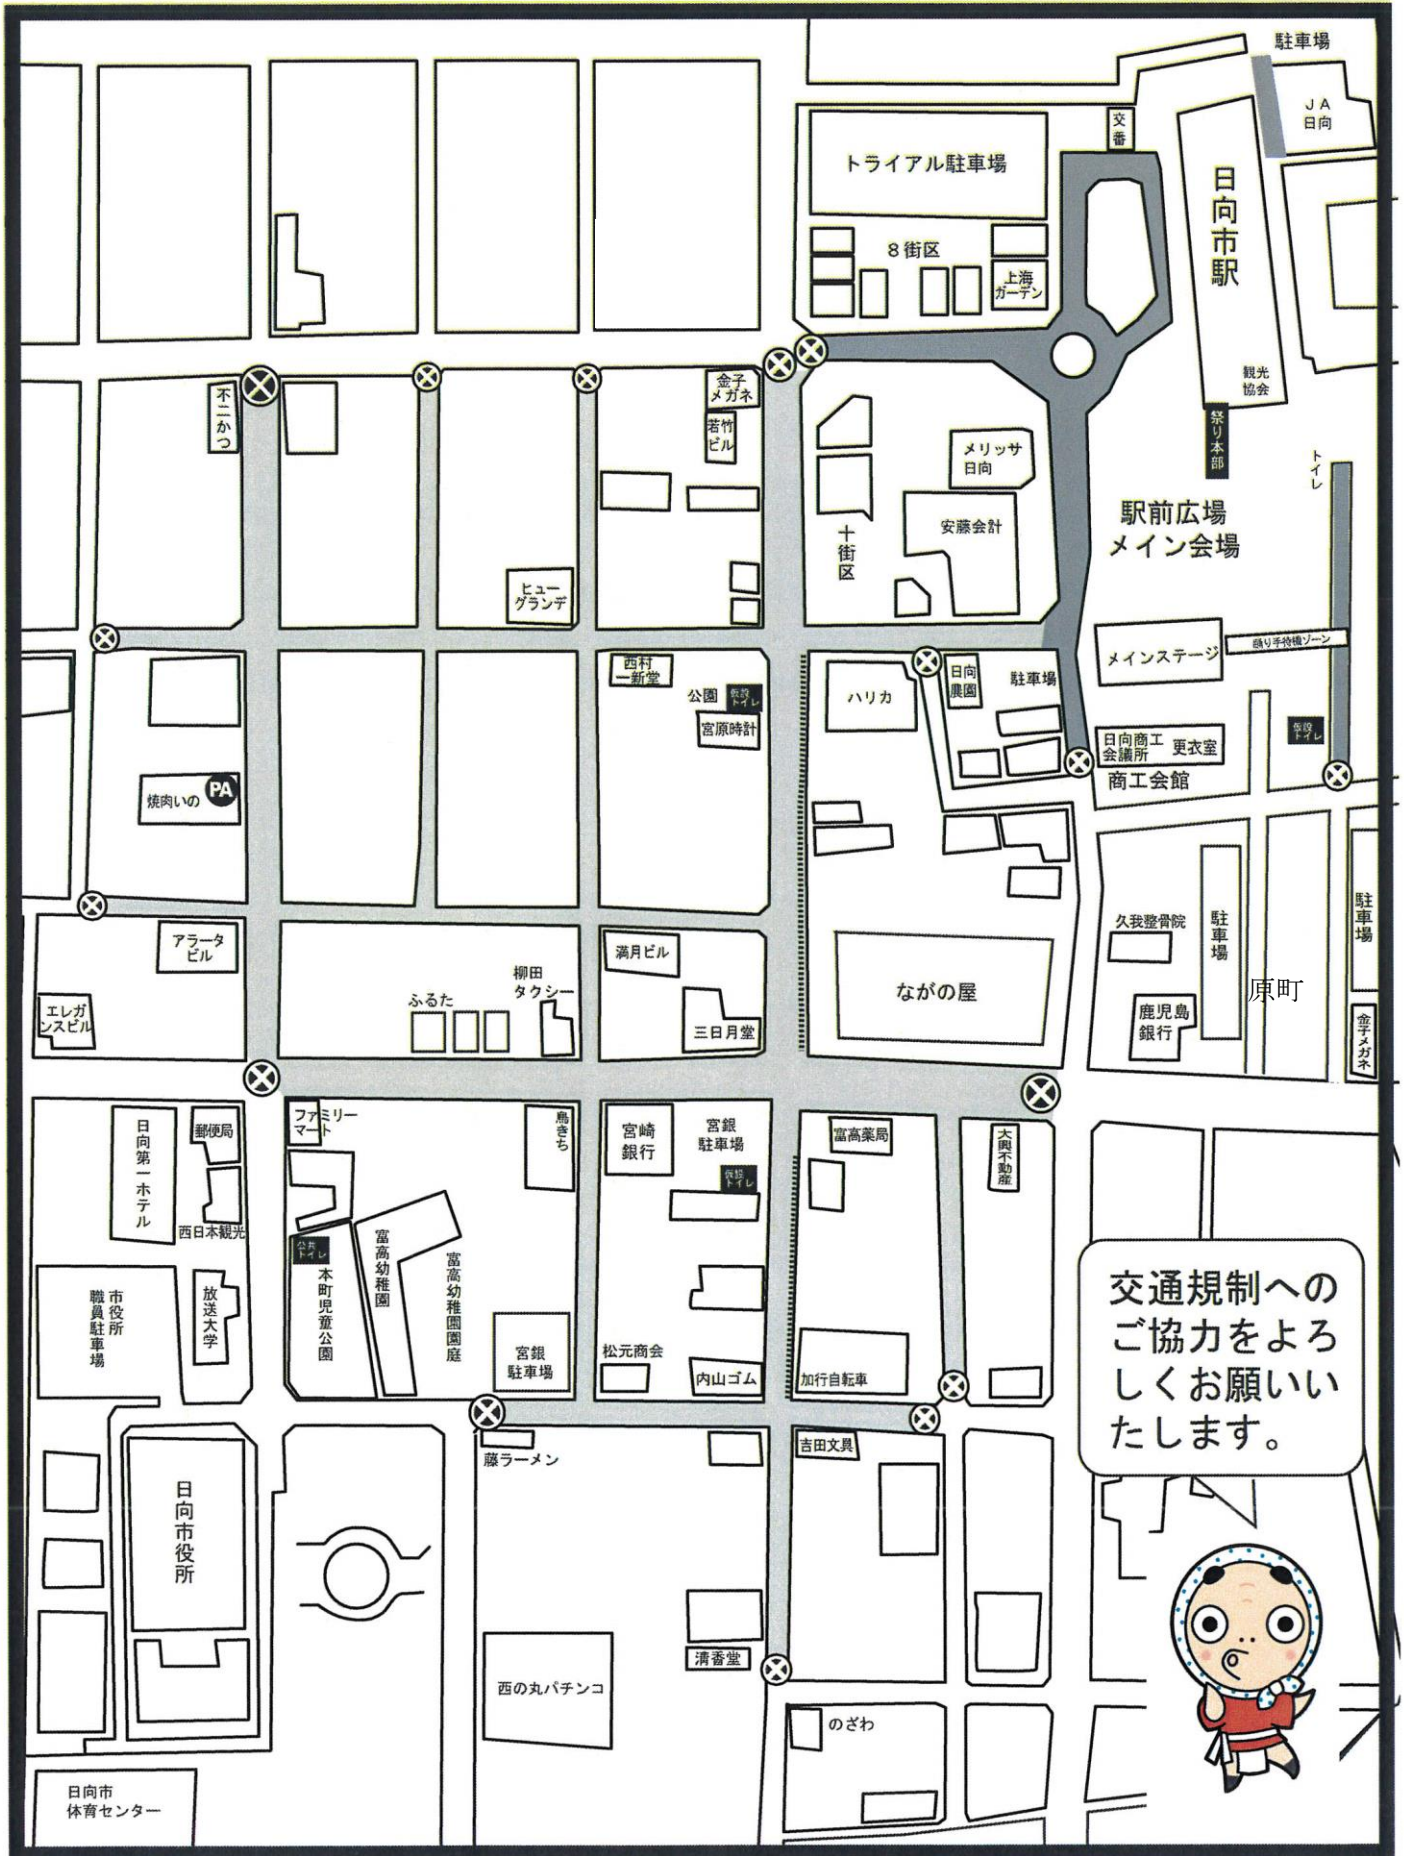 駐車場
JA
日向
交番
トライアル駐車場
日向市駅
8街区
上海
ガーデン
観光
協会
祭り本部
不二かつ
金子
メガネ
若竹
ビル
メリッサ
日向
安藤会計
十街区
トイレ
駅前広場
メイン会場
ヒュー
グランデ
メインステージ
踊り手待機ゾーン
西村
一新堂
公園
仮設
トイレ
宮原時計
ハリカ
日向
農園
駐車場
日向商工
会議所
更衣室
商工会館
仮設
トイレ
焼肉いの
PA
アラータ
ビル
エレガ
ンスビル
ふるた
柳田
タクシー
満月ビル
三日月堂
ながの屋
久我整骨院
鹿児島
銀行
駐車場
原町
駐車場
金子メガネ
日向第一ホテル
郵便局
西日本観光
ファミリー
マート
鳥きち
宮崎
銀行
宮銀
駐車場
仮設
トイレ
富高薬局
大興不動産
公共
トイレ
本町児童公園
富高幼稚園
富高幼稚園園庭
市役所
職員駐車場
放送大学
宮銀
駐車場
松元商会
内山ゴム
加行自転車
藤ラーメン
吉田文具
日向市役所
西の丸パチンコ
清香堂
のざわ
日向市
体育センター
交通規制への
ご協力をよろ
しくお願いい
たします。